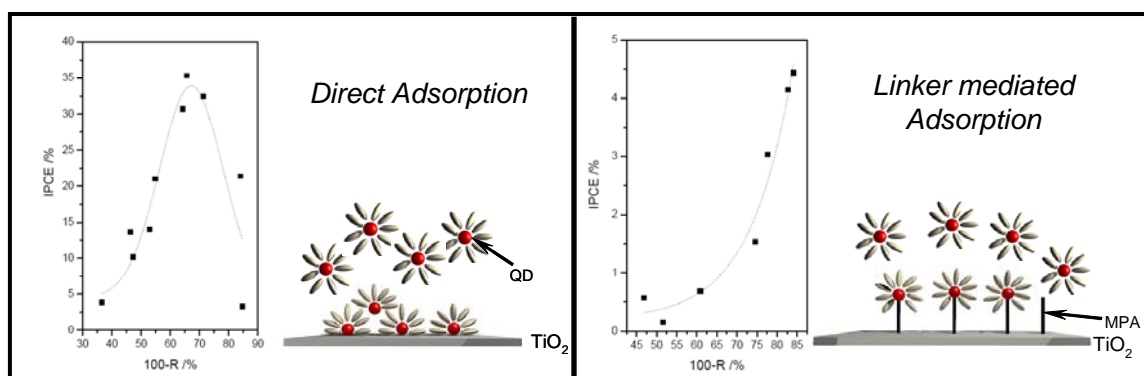 40
35
30
25
20
15
10
5
0
IPCE /%
30 40 50 60 70 80 90
100-R /%
Direct Adsorption
QD
TiO2
5
4
3
2
1
0
IPCE /%
45 50 55 60 65 70 75 80 85
100-R /%
Linker mediated
Adsorption
MPA
TiO2